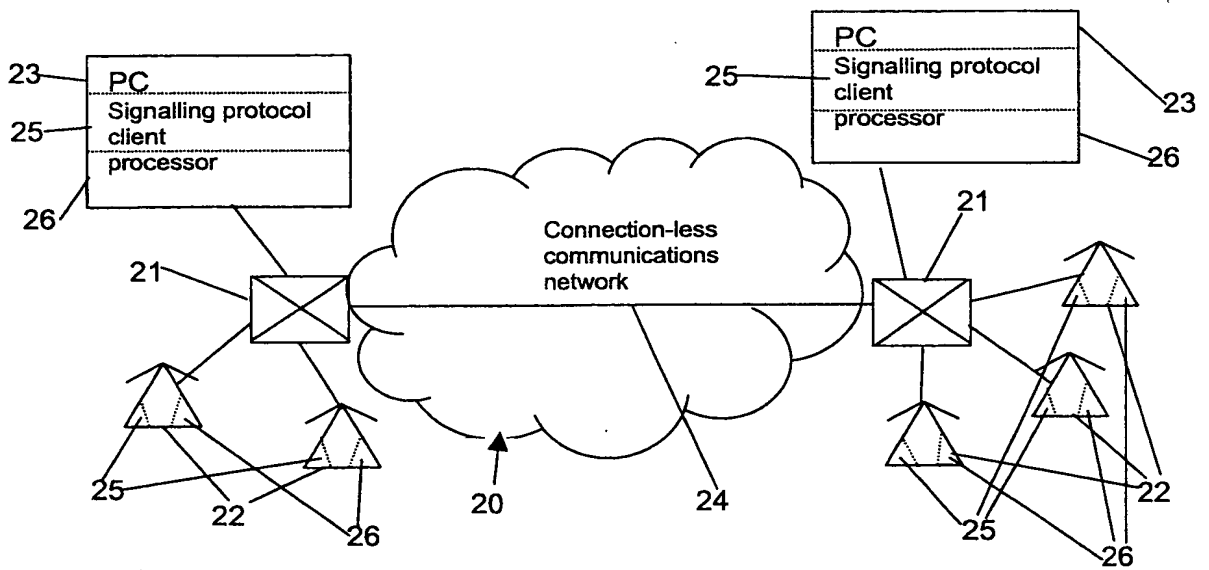 PC
Signalling protocol
client
processor
23
25
26
PC
Signalling protocol
client
processor
25
23
26
Connection-less
communications
network
21
21
25
22
26
20
24
25
22
26